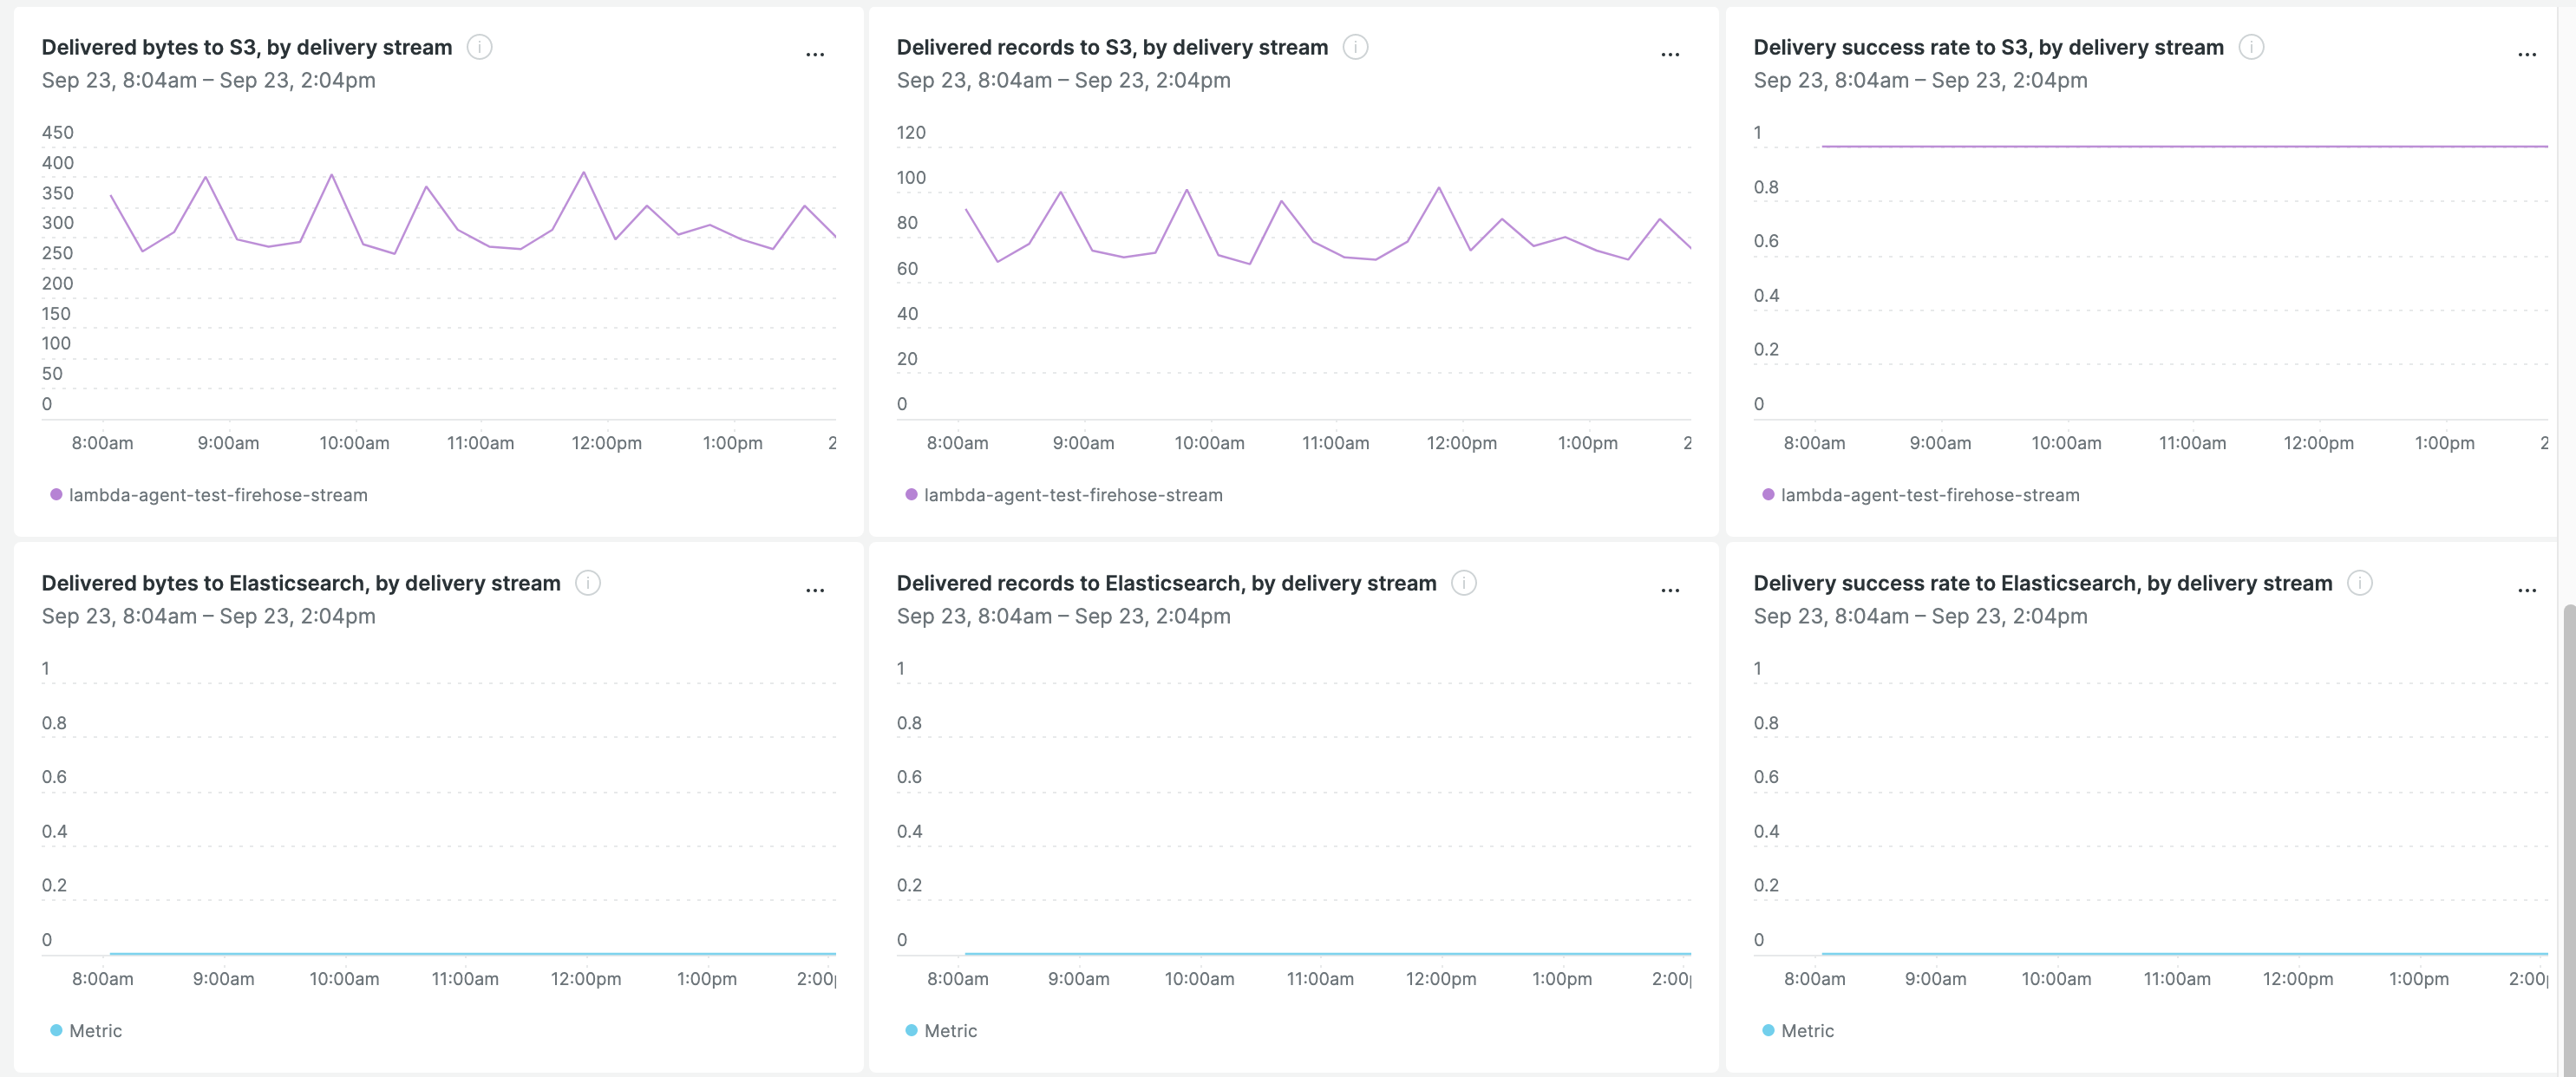 Delivered bytes to S3, by delivery stream
Sep 23, 8:04am – Sep 23, 2:04pm
450
400
350
300
250
200
150
100
50
0
8:00am 9:00am 10:00am 11:00am 12:00pm 1:00pm 2
lambda-agent-test-firehose-stream
Delivered records to S3, by delivery stream
Sep 23, 8:04am – Sep 23, 2:04pm
120
100
80
60
40
20
0
8:00am 9:00am 10:00am 11:00am 12:00pm 1:00pm 2
lambda-agent-test-firehose-stream
Delivery success rate to S3, by delivery stream
Sep 23, 8:04am – Sep 23, 2:04pm
1
0.8
0.6
0.4
0.2
0
8:00am 9:00am 10:00am 11:00am 12:00pm 1:00pm 2
lambda-agent-test-firehose-stream
Delivered bytes to Elasticsearch, by delivery stream
Sep 23, 8:04am – Sep 23, 2:04pm
1
0.8
0.6
0.4
0.2
0
8:00am 9:00am 10:00am 11:00am 12:00pm 1:00pm 2:00
Metric
Delivered records to Elasticsearch, by delivery stream
Sep 23, 8:04am – Sep 23, 2:04pm
1
0.8
0.6
0.4
0.2
0
8:00am 9:00am 10:00am 11:00am 12:00pm 1:00pm 2:00
Metric
Delivery success rate to Elasticsearch, by delivery stream
Sep 23, 8:04am – Sep 23, 2:04pm
1
0.8
0.6
0.4
0.2
0
8:00am 9:00am 10:00am 11:00am 12:00pm 1:00pm 2:00
Metric